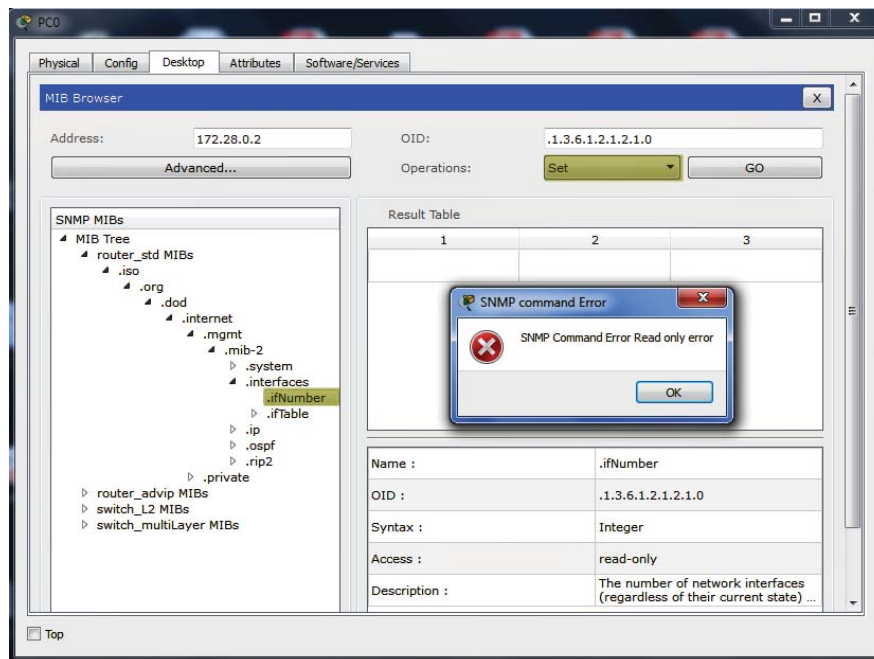 PC0
Physical Config Desktop Attributes Software/Services
MIB Browser X
Address: 172.28.0.2 OID: .1.3.6.1.2.1.2.1.0
Advanced... Operations: Set GO
SNMP MIBs
MIB Tree
router_std MIBs
.iso
.org
.dod
.internet
.mgmt
.mib-2
.system
.interfaces
.ifNumber
.ifTable
.ip
.ospf
.rip2
.private
router_advip MIBs
switch_L2 MIBs
switch_multiLayer MIBs
Result Table
1 2 3
SNMP command Error
SNMP Command Error Read only error
OK
Name : .ifNumber
OID : .1.3.6.1.2.1.2.1.0
Syntax : Integer
Access : read-only
Description : The number of network interfaces
(regardless of their current state) ...
Top